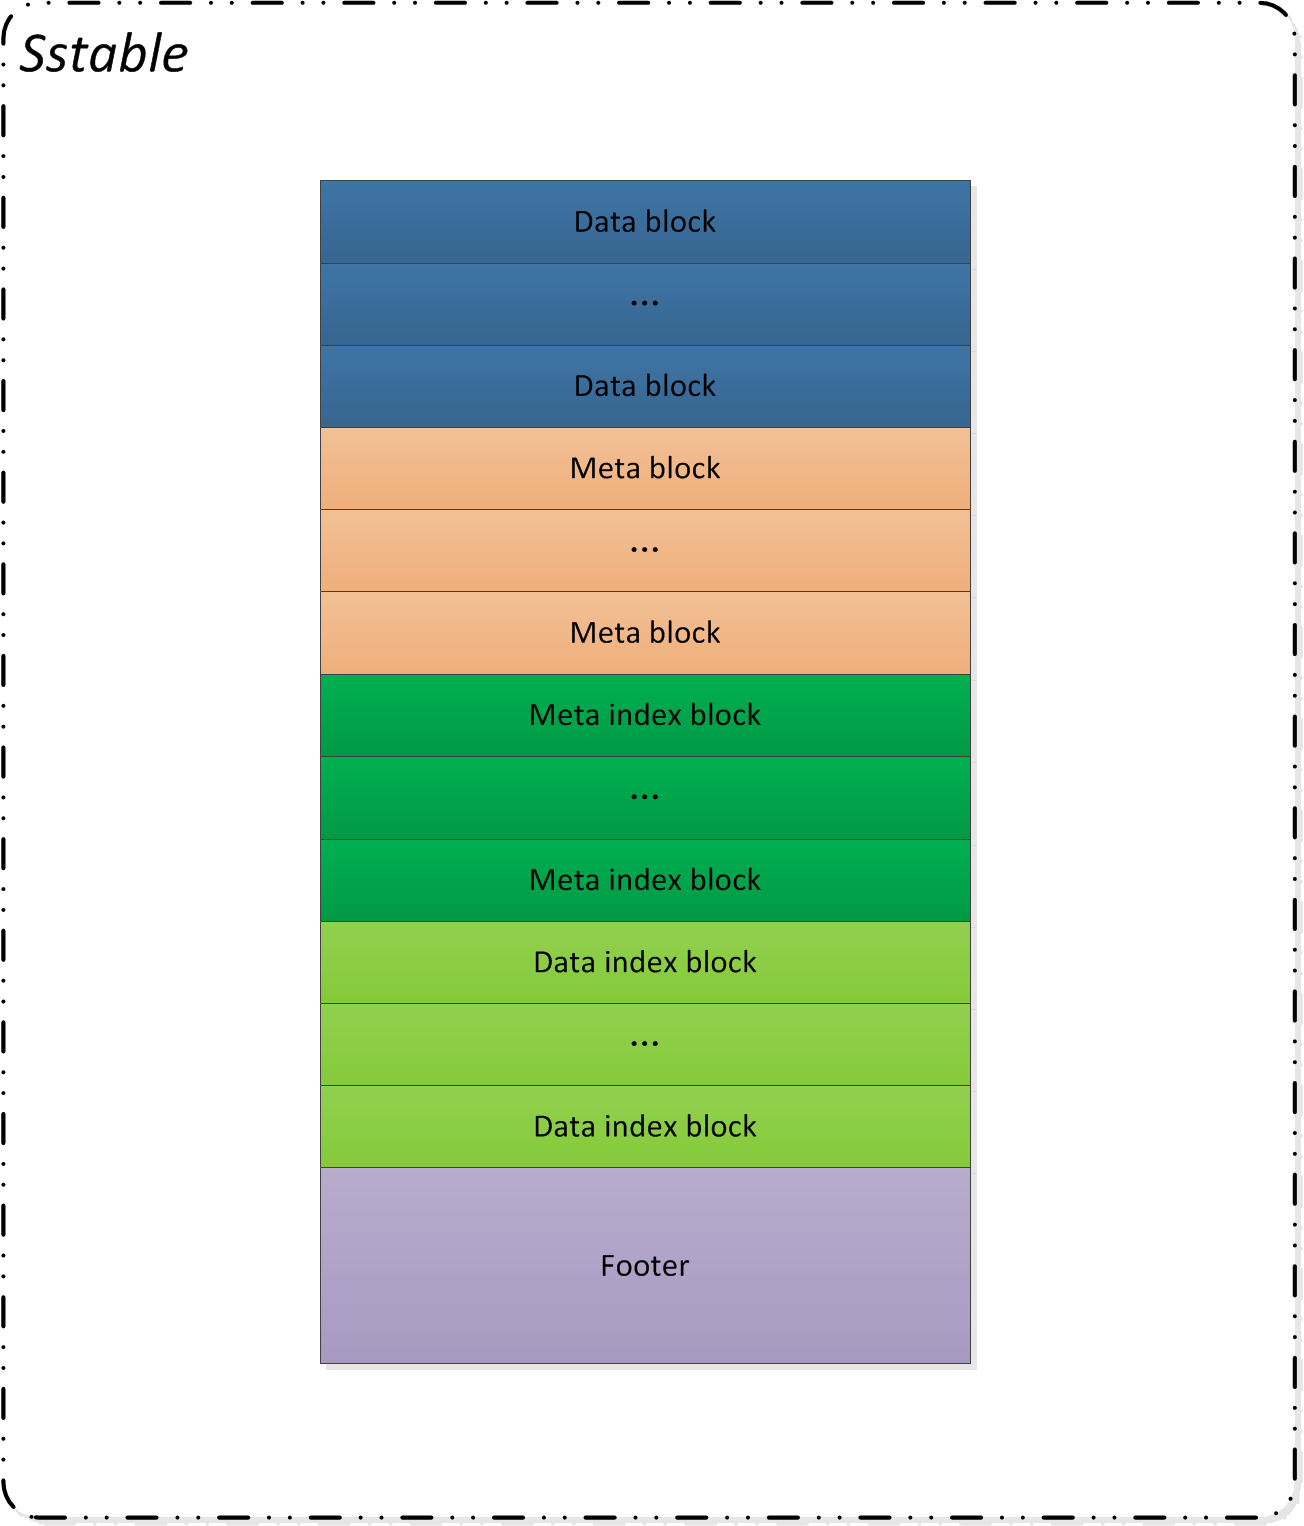 Sstable
Data block
...
Data block
Meta block
...
Meta block
Meta index block
...
Meta index block
Data index block
...
Data index block
Footer